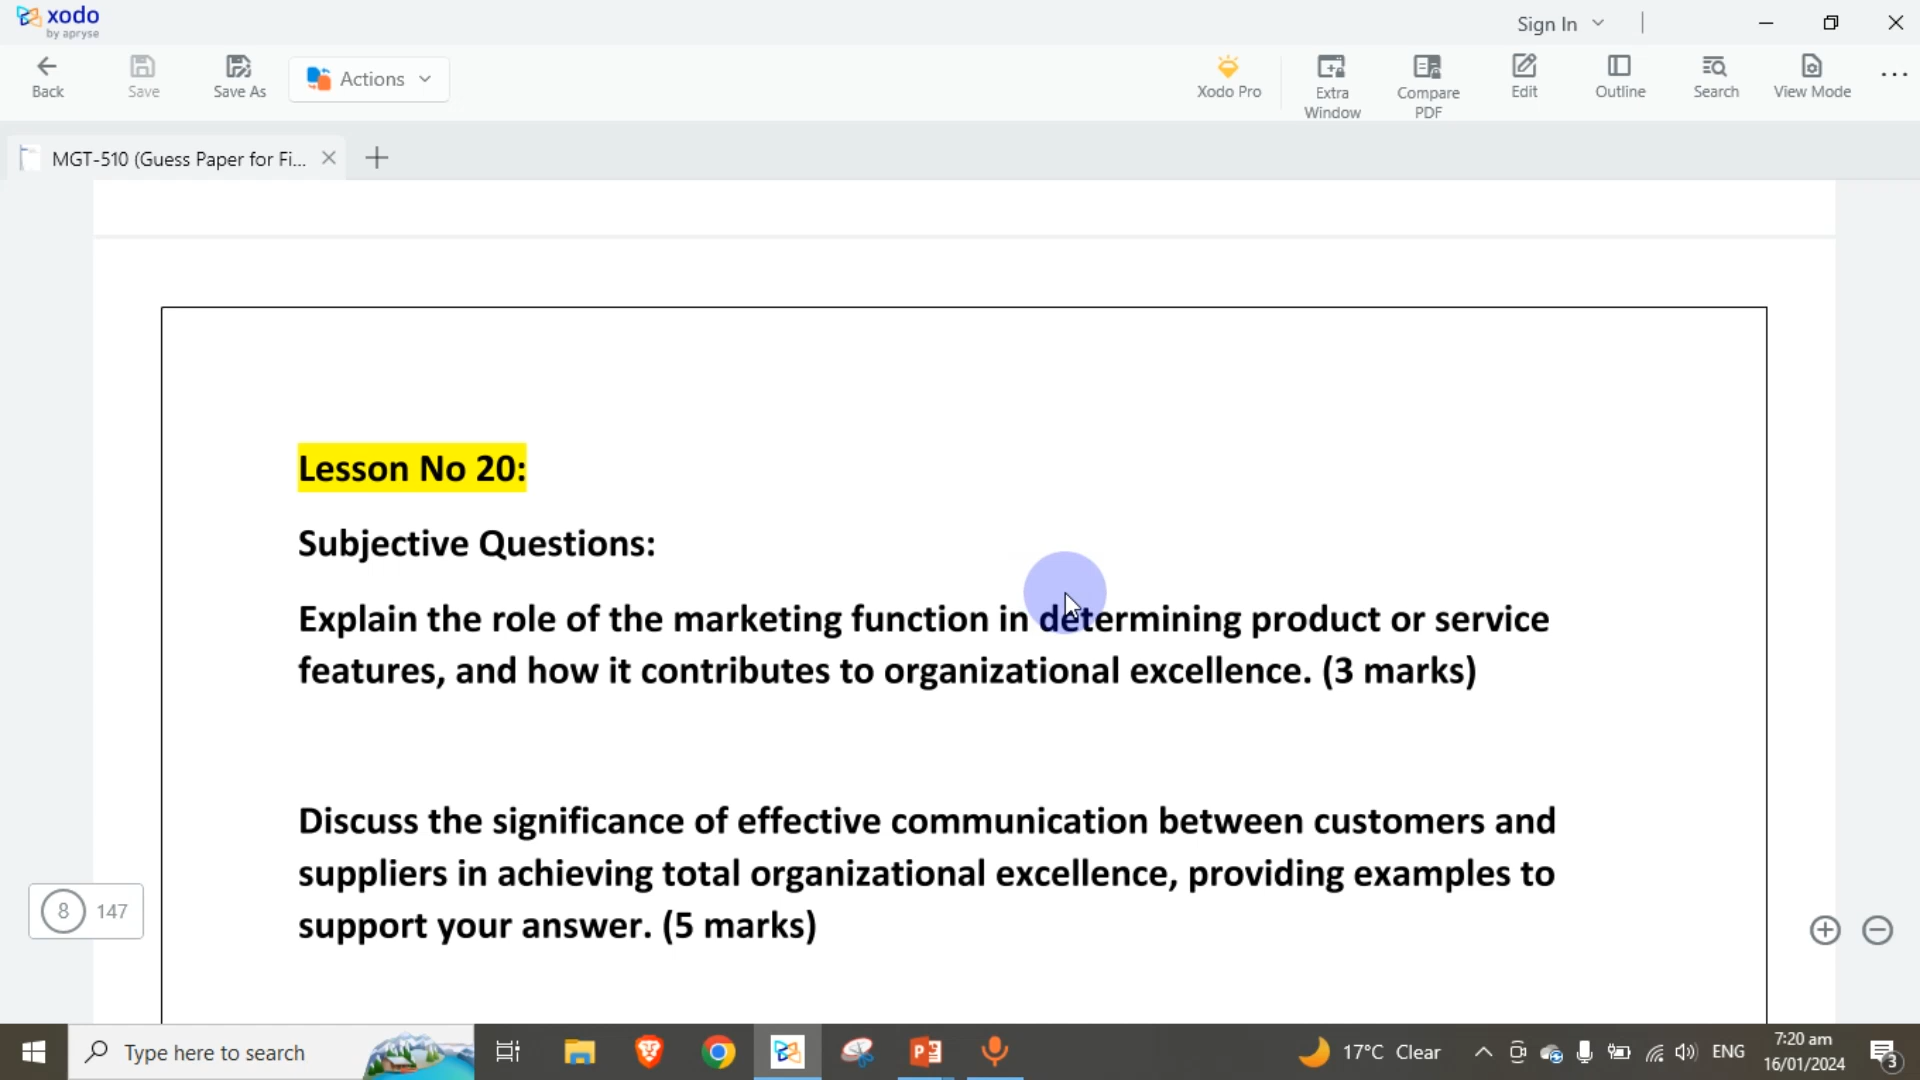 xodo
by apryse
Sign In
Back
Save
Save As
Actions
Xodo Pro
Extra Window
Compare PDF
Edit
Outline
Search
View Mode
MGT-510 (Guess Paper for Fi...
Lesson No 20:
Subjective Questions:
Explain the role of the marketing function in determining product or service
features, and how it contributes to organizational excellence. (3 marks)
Discuss the significance of effective communication between customers and
suppliers in achieving total organizational excellence, providing examples to
support your answer. (5 marks)
8 147
Type here to search
17°C Clear
ENG
7:20 am
16/01/2024
3